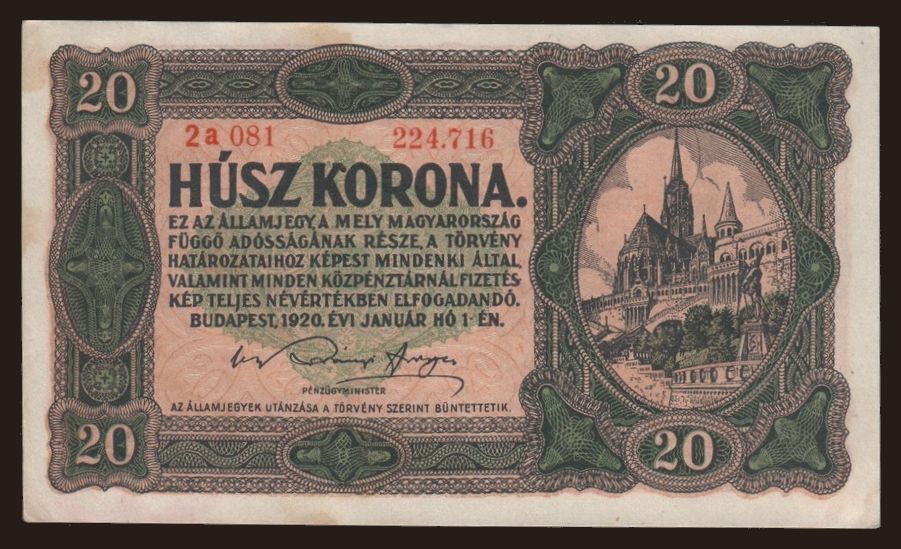 20
20
2a 081
224.716
HÚSZ KORONA.
EZ AZ ÁLLAMJEGY, A MELY MAGYARORSZÁG
FÜGGŐ ADÓSSÁGÁNAK RÉSZE, A TÖRVÉNY
HATÁROZATAIHOZ KÉPEST MINDENKI ÁLTAL,
VALAMINT MINDEN KÖZPÉNZTÁRNÁL FIZETÉS-
KÉP TELJES NÉVÉRTÉKBEN ELFOGADANDÓ.
BUDAPEST, 1920. ÉVI JANUÁR HÓ 1-ÉN.
PÉNZÜGYMINISTER
AZ ÁLLAMJEGYEK UTÁNZÁSA A TÖRVÉNY SZERINT BÜNTETTETIK.
20
20